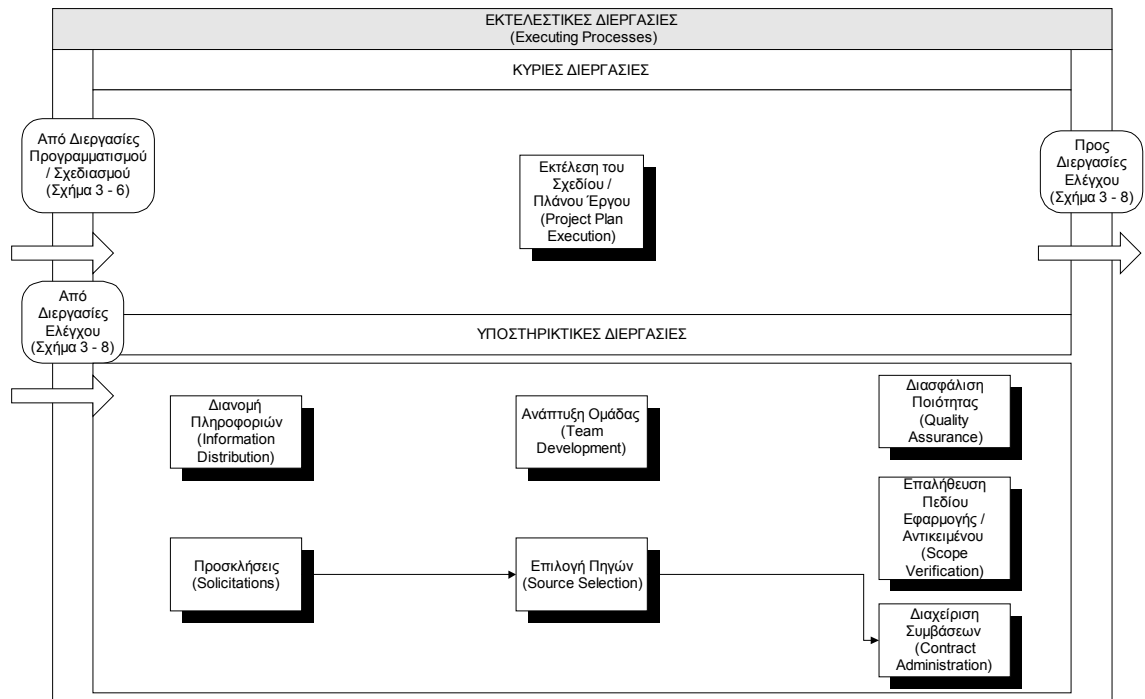 ΕΚΤΕΛΕΣΤΙΚΕΣ ΔΙΕΡΓΑΣΙΕΣ
(Executing Processes)
ΚΥΡΙΕΣ ΔΙΕΡΓΑΣΙΕΣ
Από Διεργασίες
Προγραμματισμού
/ Σχεδιασμού
(Σχήμα 3 - 6)
Εκτέλεση του
Σχεδίου /
Πλάνου Έργου
(Project Plan
Execution)
Προς
Διεργασίες
Ελέγχου
(Σχήμα 3 - 8)
Από
Διεργασίες
Ελέγχου
(Σχήμα 3 - 8)
ΥΠΟΣΤΗΡΙΚΤΙΚΕΣ ΔΙΕΡΓΑΣΙΕΣ
Διανομή
Πληροφοριών
(Information
Distribution)
Ανάπτυξη Ομάδας
(Team
Development)
Διασφάλιση
Ποιότητας
(Quality
Assurance)
Επαλήθευση
Πεδίου
Εφαρμογής /
Αντικειμένου
(Scope
Verification)
Προσκλήσεις
(Solicitations)
Επιλογή Πηγών
(Source Selection)
Διαχείριση
Συμβάσεων
(Contract
Administration)